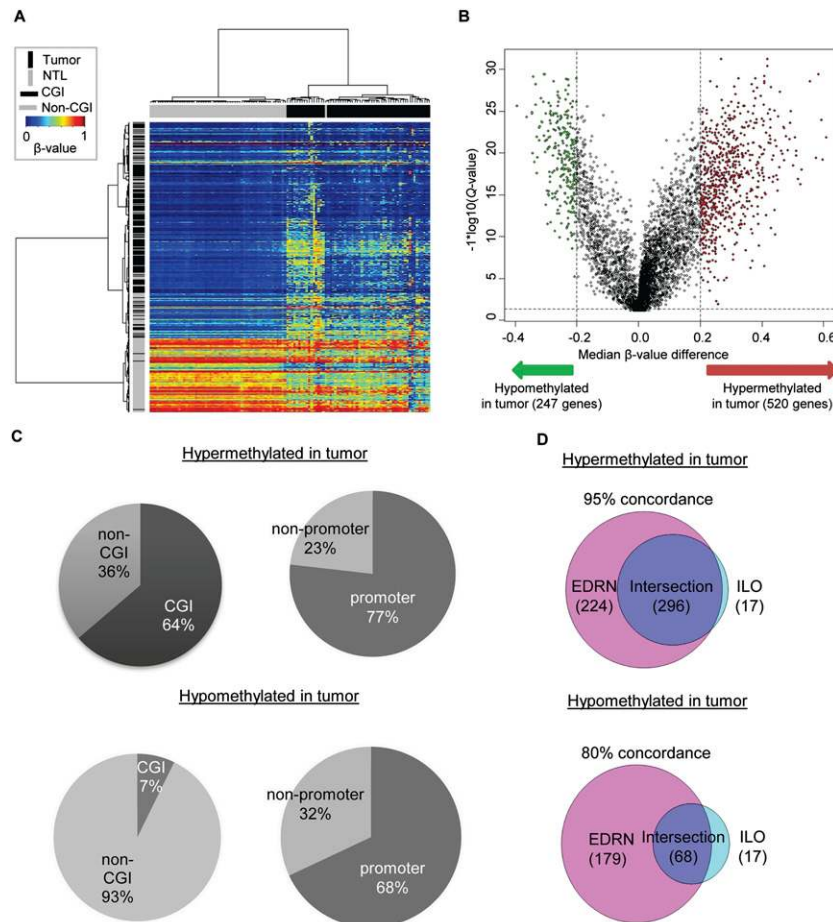 A
Tumor
NTL
CGI
Non-CGI
0 1
β-value
B
-1*log10(Q-value)
30
25
20
15
10
5
0
-0.4 -0.2 0.0 0.2 0.4 0.6
Median β-value difference
Hypomethylated
in tumor (247 genes)
Hypermethylated
in tumor (520 genes)
C
Hypermethylated in tumor
non-
CGI
36%
CGI
64%
non-promoter
23%
promoter
77%
Hypomethylated in tumor
CGI
7%
non-
CGI
93%
non-promoter
32%
promoter
68%
D
Hypermethylated in tumor
95% concordance
EDRN
(224)
Intersection
(296)
ILO
(17)
Hypomethylated in tumor
80% concordance
EDRN
(179)
Intersection
(68)
ILO
(17)